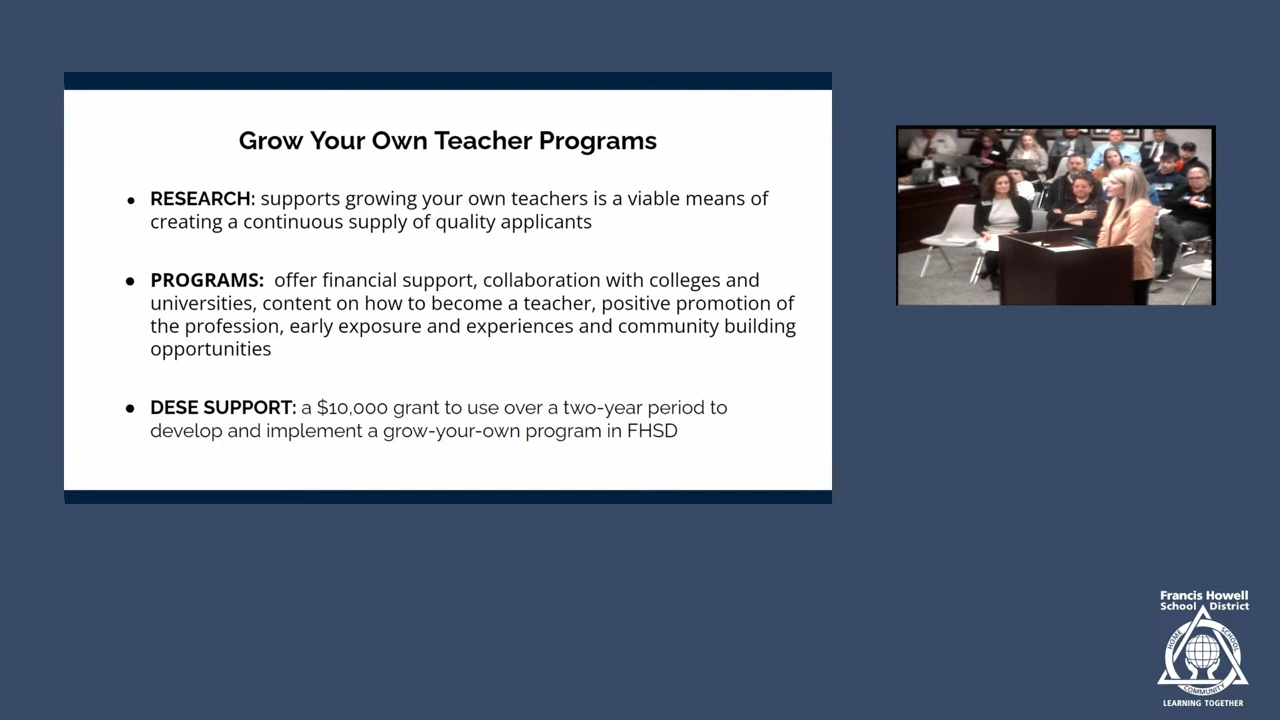 Grow Your Own Teacher Programs
• RESEARCH: supports growing your own teachers is a viable means of
creating a continuous supply of quality applicants
• PROGRAMS: offer financial support, collaboration with colleges and
universities, content on how to become a teacher, positive promotion of
the profession, early exposure and experiences and community building
opportunities
• DESE SUPPORT: a $10,000 grant to use over a two-year period to
develop and implement a grow-your-own program in FHSD
Francis Howell
School District
HOME
SCHOOL
COMMUNITY
LEARNING TOGETHER